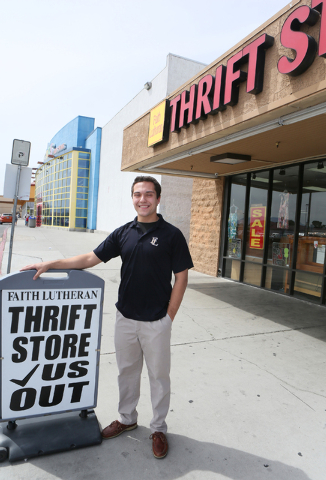 THRIFT S
SALE
FAITH LUTHERAN
THRIFT
STORE
✓US
OUT